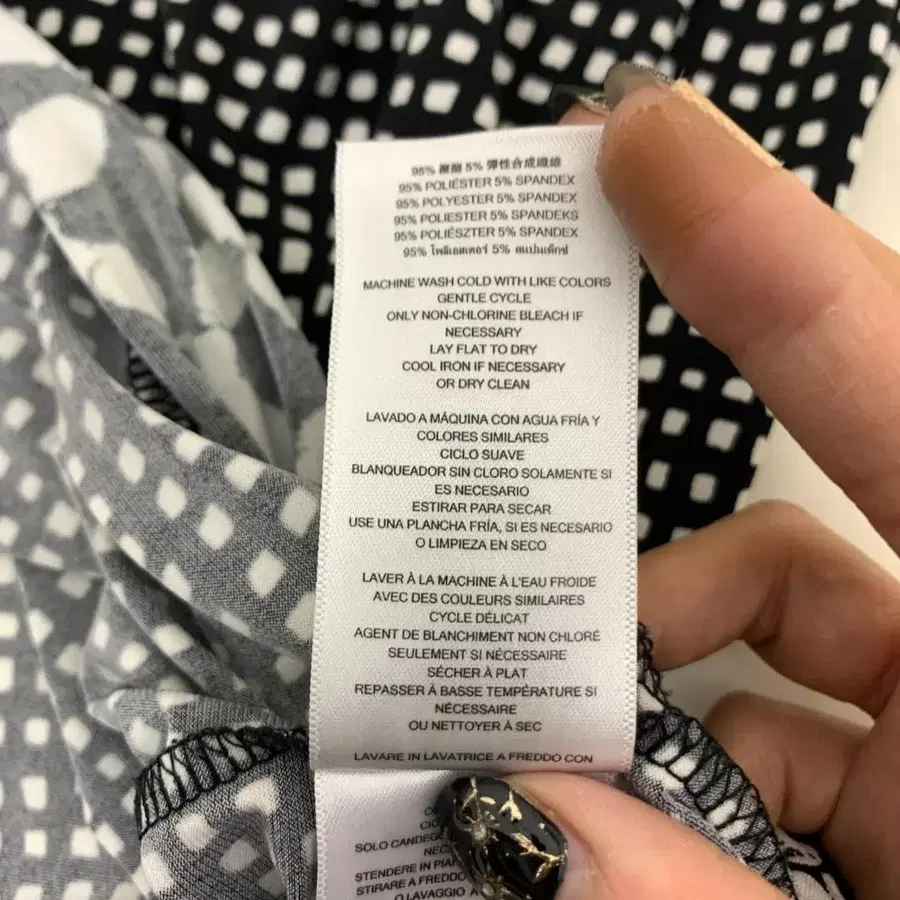 95% 聚酯 5% 彈性合成纖維
95% POLIÉSTER 5% SPANDEX
95% POLYESTER 5% SPANDEX
95% POLIESTER 5% SPANDEKS
95% POLIÉSZTER 5% SPANDEX
95% โพลีเอสเตอร์ 5% สแปนเด็กซ์
MACHINE WASH COLD WITH LIKE COLORS
GENTLE CYCLE
ONLY NON-CHLORINE BLEACH IF
NECESSARY
LAY FLAT TO DRY
COOL IRON IF NECESSARY
OR DRY CLEAN
LAVADO A MÁQUINA CON AGUA FRÍA Y
COLORES SIMILARES
CICLO SUAVE
BLANQUEADOR SIN CLORO SOLAMENTE SI
ES NECESARIO
ESTIRAR PARA SECAR
USE UNA PLANCHA FRÍA, SI ES NECESARIO
O LIMPIEZA EN SECO
LAVER À LA MACHINE À L'EAU FROIDE
AVEC DES COULEURS SIMILAIRES
CYCLE DÉLICAT
AGENT DE BLANCHIMENT NON CHLORÉ
SEULEMENT SI NÉCESSAIRE
SÉCHER À PLAT
REPASSER À BASSE TEMPÉRATURE SI
NÉCESSAIRE
OU NETTOYER À SEC
LAVARE IN LAVATRICE A FREDDO CON
SOLO CANDEG
NEC
STENDERE IN PIA
STIRARE A FREDDO
O LAVAGGIO A